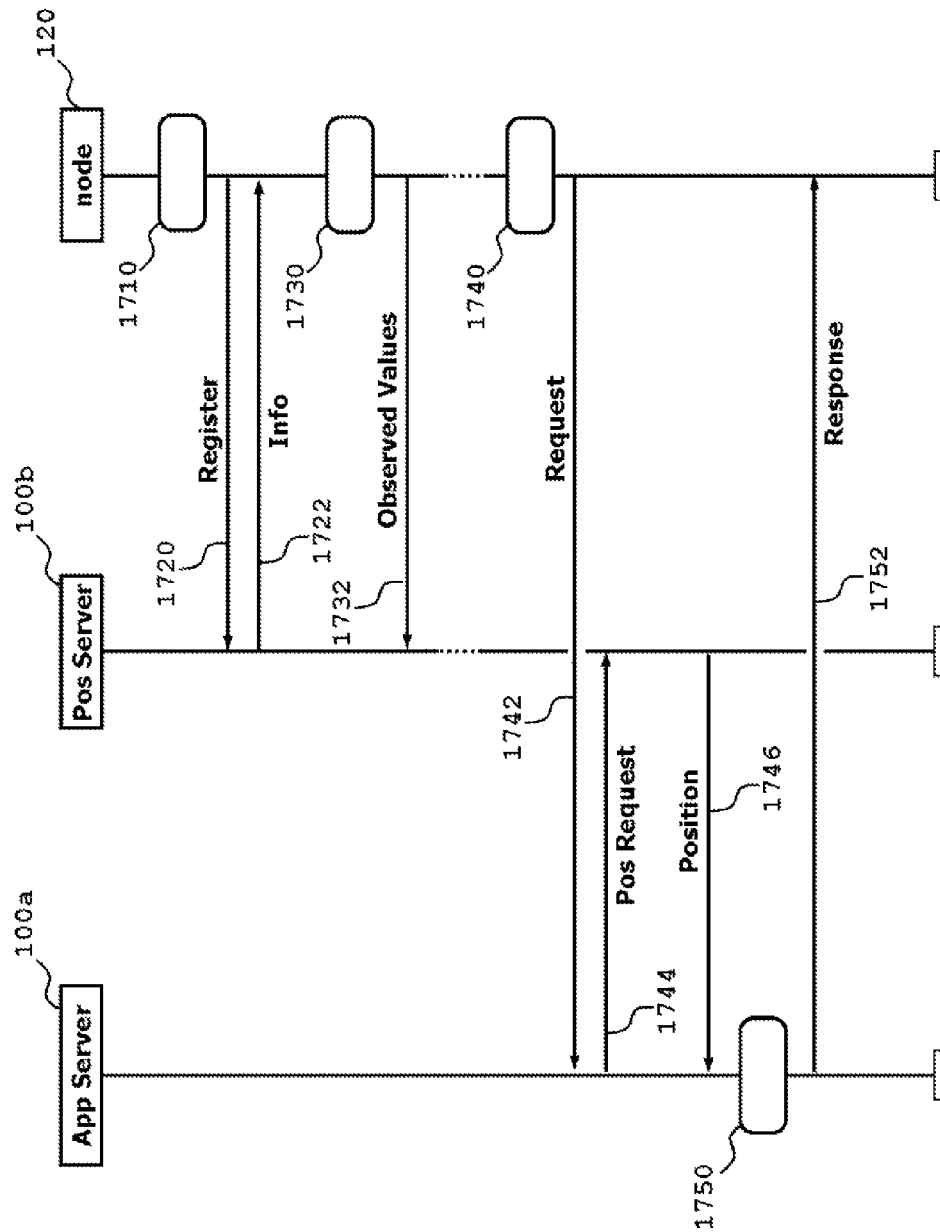 App Server
100a
Pos Server
100b
node
120
1710
Register
1720
Info
1722
1730
Observed Values
1732
1740
Request
1742
Pos Request
1744
Position
1746
1750
Response
1752